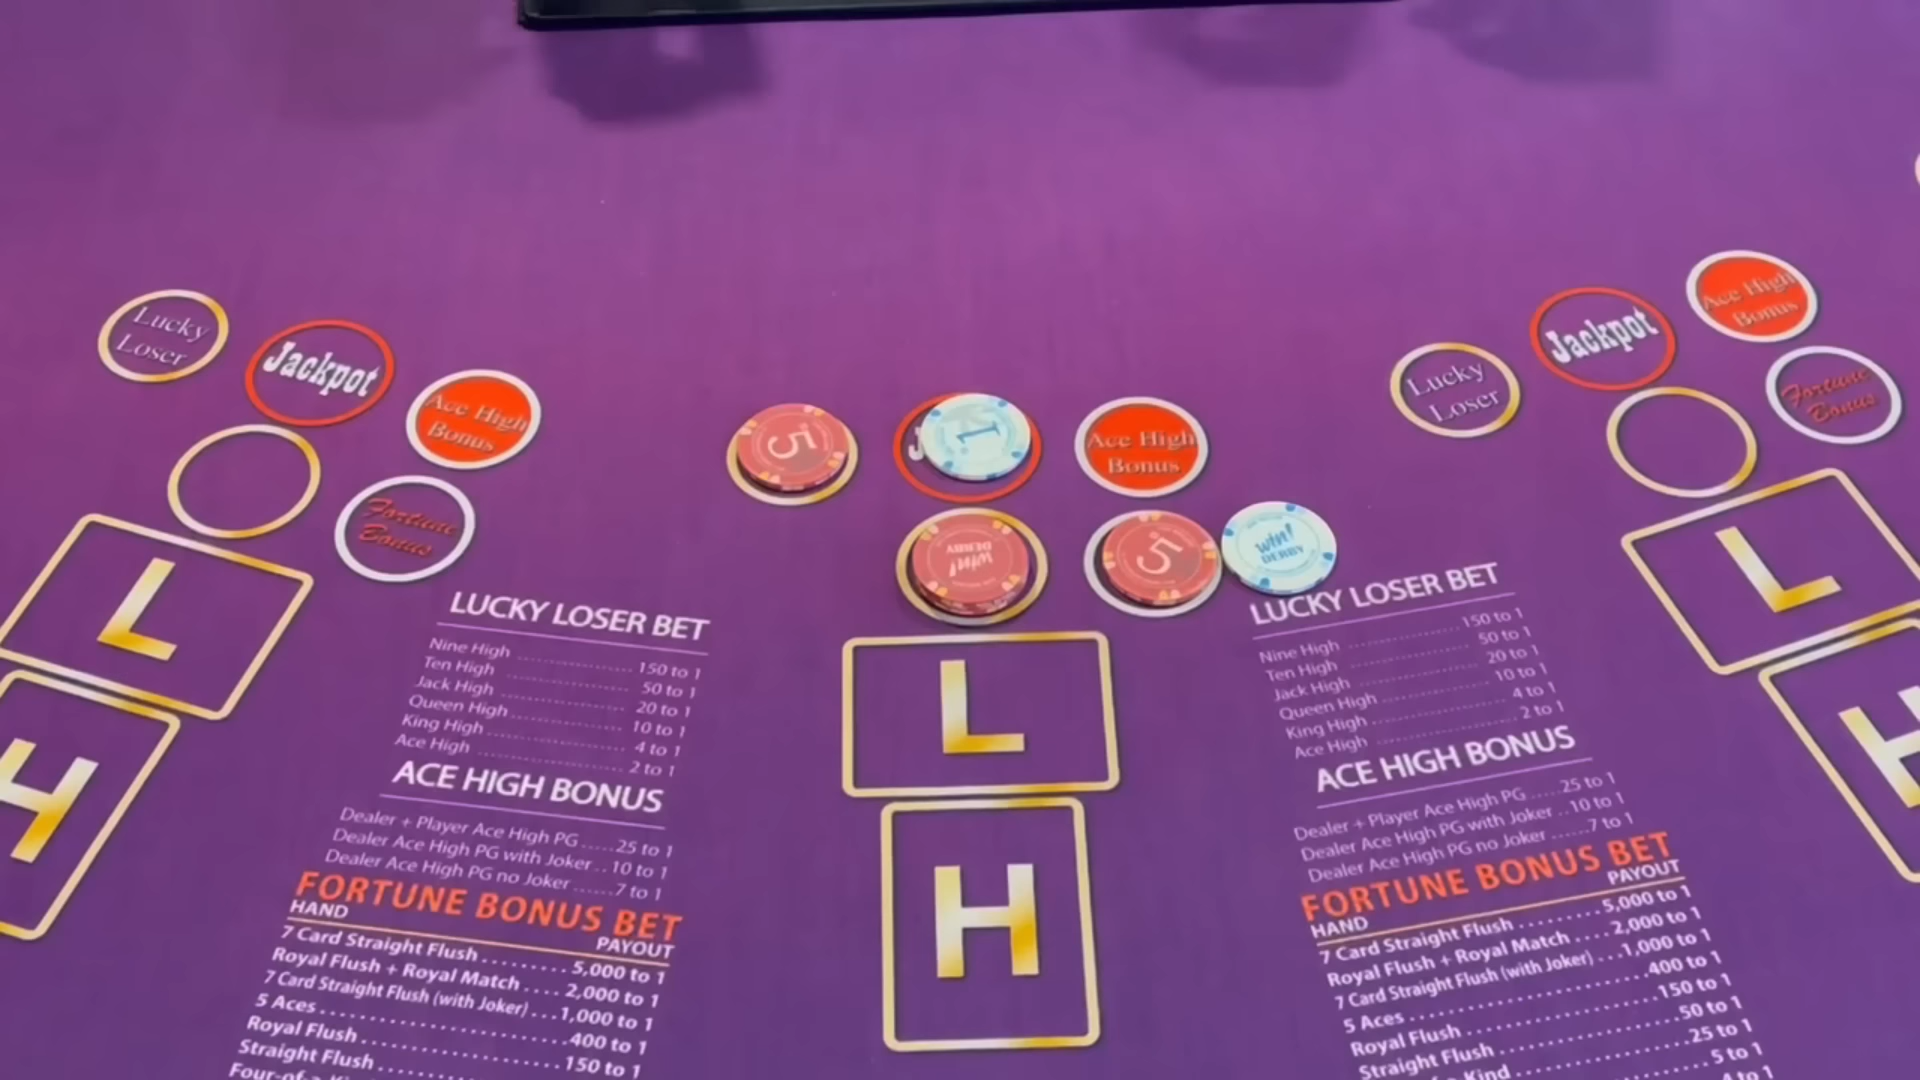 Lucky
Loser
Jackpot
Ace High
Bonus
Fortune
Bonus
L
H
5
J
1
Ace High
Bonus
win!
DERBY
5
win!
DERBY
L
H
Lucky
Loser
Jackpot
Ace High
Bonus
Fortune
Bonus
L
H
LUCKY LOSER BET
Nine High ................ 150 to 1
Ten High ................ 50 to 1
Jack High ................ 20 to 1
Queen High ................ 10 to 1
King High ................ 4 to 1
Ace High ................ 2 to 1
ACE HIGH BONUS
Dealer + Player Ace High PG .....25 to 1
Dealer Ace High PG with Joker ..10 to 1
Dealer Ace High PG no Joker ......7 to 1
FORTUNE BONUS BET
HAND PAYOUT
7 Card Straight Flush ......... 5,000 to 1
Royal Flush + Royal Match .... 2,000 to 1
7 Card Straight Flush (with Joker) ...1,000 to 1
5 Aces ................ 400 to 1
Royal Flush ................ 150 to 1
Straight Flush
LUCKY LOSER BET
Nine High ................ 150 to 1
Ten High ................ 50 to 1
Jack High ................ 20 to 1
Queen High ................ 10 to 1
King High ................ 4 to 1
Ace High ................ 2 to 1
ACE HIGH BONUS
Dealer + Player Ace High PG .....25 to 1
Dealer Ace High PG with Joker ..10 to 1
Dealer Ace High PG no Joker ......7 to 1
FORTUNE BONUS BET
HAND PAYOUT
7 Card Straight Flush ......... 5,000 to 1
Royal Flush + Royal Match .... 2,000 to 1
7 Card Straight Flush (with Joker) ...1,000 to 1
5 Aces ................ 400 to 1
Royal Flush ................ 150 to 1
Straight Flush ................ 50 to 1
Kind ................ 25 to 1
5 to 1
4 to 1